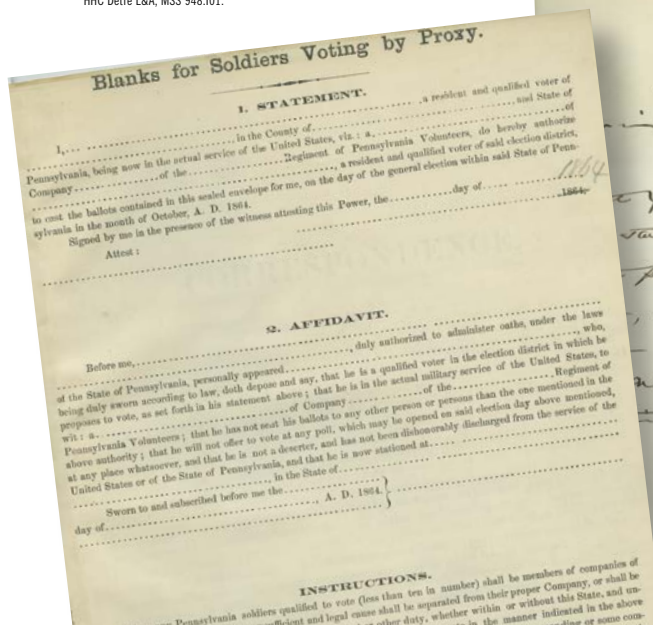 HHC Detre L&A, MSS 948.f01.
Blanks for Soldiers Voting by Proxy.
1. STATEMENT.
I,... ..............................., a resident and qualified voter of
............................, in the County of............................, and State of
Pennsylvania, being now in the actual service of the United States, viz.: a,...................of
Company............of the....................Regiment of Pennsylvania Volunteers, do hereby authorize
............................, a resident and qualified voter of said election district,
to cast the ballots contained in this sealed envelope for me, on the day of the general election within said State of Penn-
sylvania in the month of October, A. D. 1864.
1864
Signed by me in the presence of the witness attesting this Power, the.............day of.........1864.
Attest:
2. AFFIDAVIT.
Before me,............................
............................, duly authorized to administer oaths, under the laws
of the State of Pennsylvania, personally appeared............................, who,
being duly sworn according to law, doth depose and say, that he is a qualified voter in the election district in which he
proposes to vote, as set forth in his statement above; that he is in the actual military service of the United States, to
wit: a...................of Company............of the....................Regiment of
Pennsylvania Volunteers; that he has not sent his ballots to any other person or persons than the one mentioned in the
above authority; that he will not offer to vote at any poll, which may be opened on said election day above mentioned,
at any place whatsoever, and that he is not a deserter, and has not been dishonorably discharged from the service of the
United States or of the State of Pennsylvania, and that he is now stationed at.....
............................, in the State of............................
Sworn to and subscribed before me the....................
day of............................, A. D. 1864.
INSTRUCTIONS.
Pennsylvania soldiers qualified to vote (less than ten in number) shall be members of companies of
sufficient and legal cause shall be separated from their proper Company, or shall be
or other duty, whether within or without this State, and un-
in the manner indicated in the above
or some com-